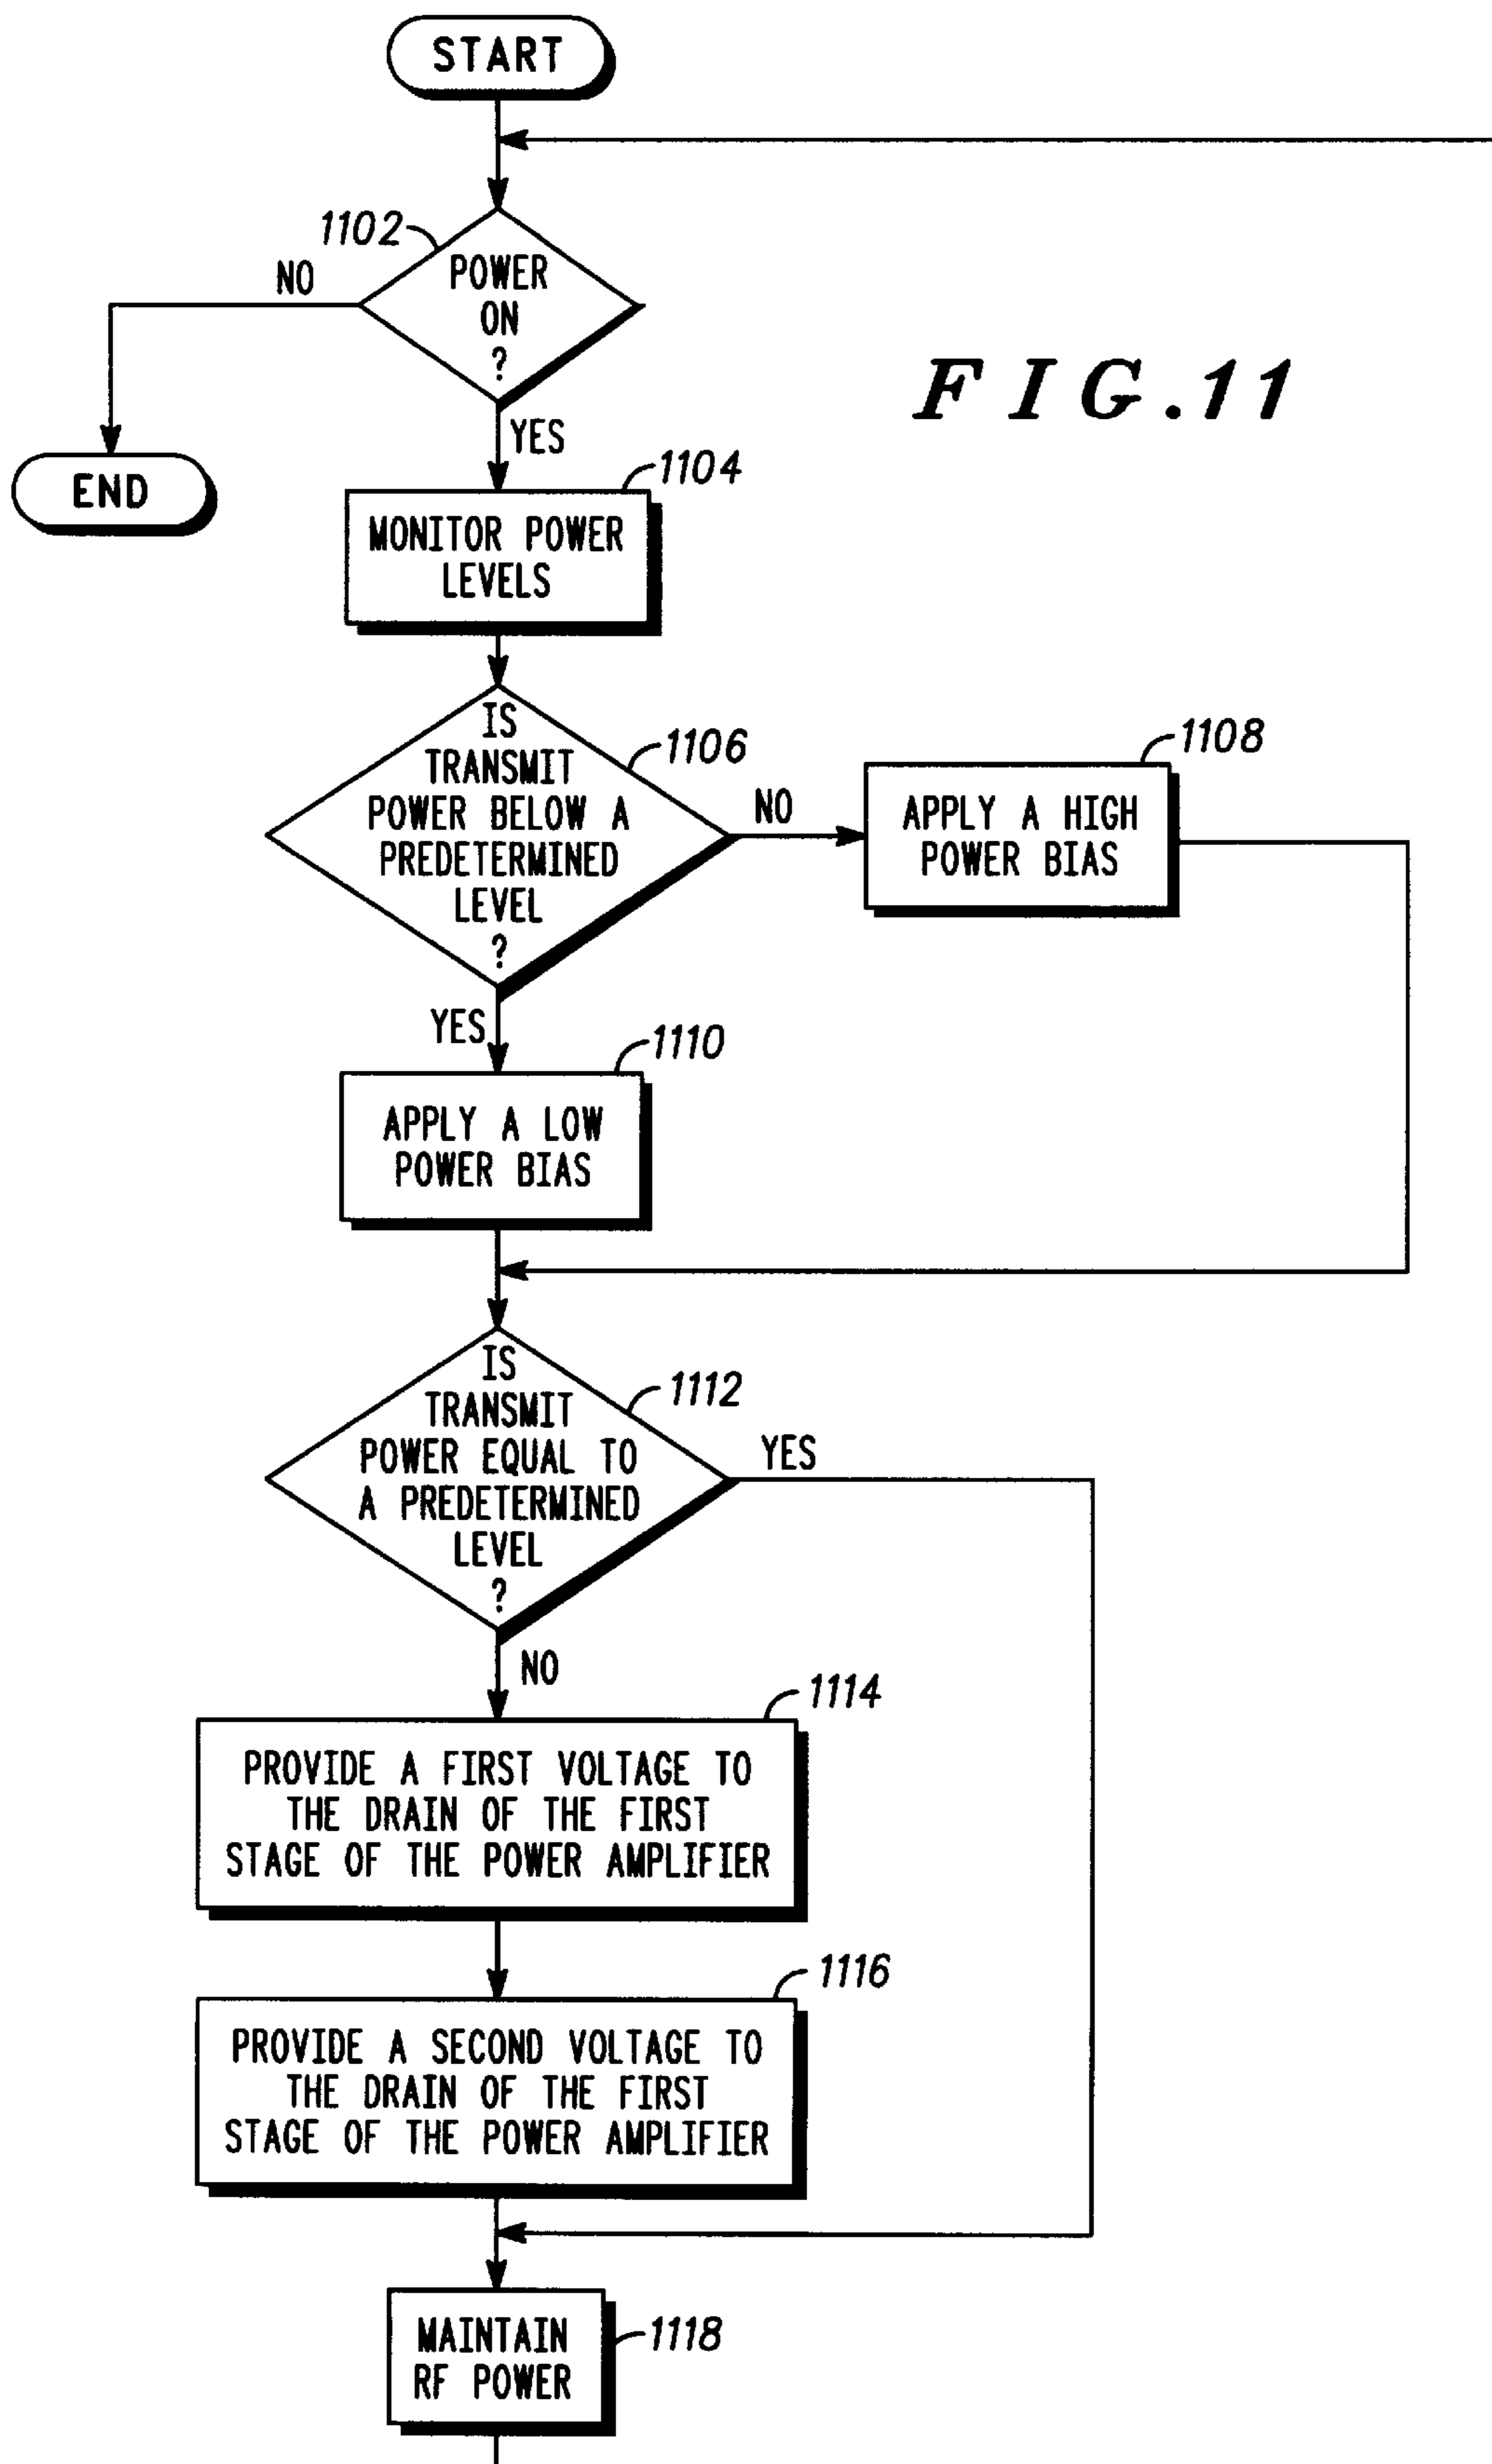 START
1102
POWER
ON
?
NO
YES
FIG.11
END
1104
MONITOR POWER
LEVELS
IS
TRANSMIT
POWER BELOW A
PREDETERMINED
LEVEL
?
1106
NO
1108
APPLY A HIGH
POWER BIAS
YES
1110
APPLY A LOW
POWER BIAS
IS
TRANSMIT
POWER EQUAL TO
A PREDETERMINED
LEVEL
?
1112
YES
NO
1114
PROVIDE A FIRST VOLTAGE TO
THE DRAIN OF THE FIRST
STAGE OF THE POWER AMPLIFIER
1116
PROVIDE A SECOND VOLTAGE TO
THE DRAIN OF THE FIRST
STAGE OF THE POWER AMPLIFIER
MAINTAIN
RF POWER
1118